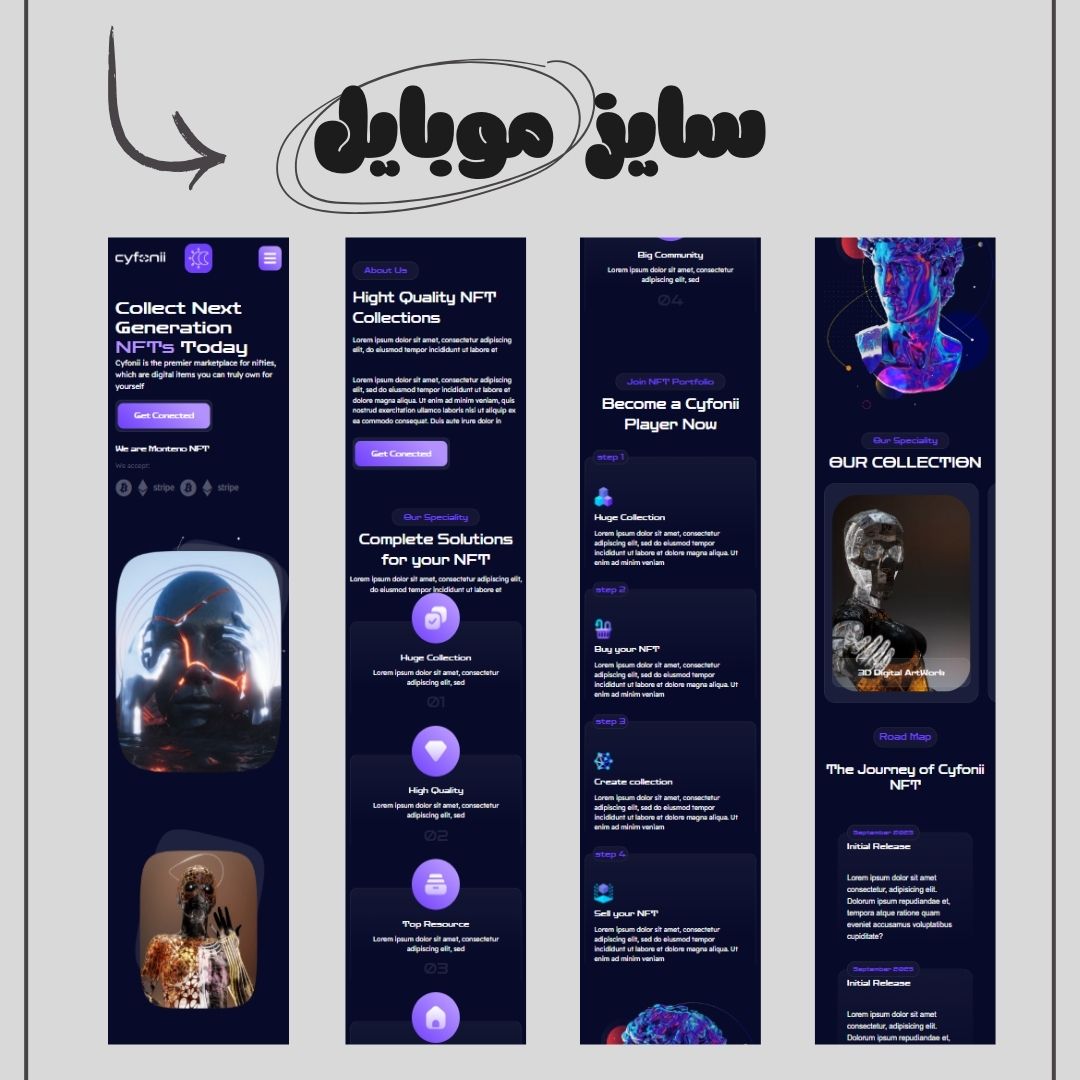 سایز موبایل
cyfonii
Collect Next
Generation
NFTs Today
Cyfonii is the premier marketplace for nifties,
which are digital items you can truly own for
yourself
Get Conected
We are Monteno NFT
We accept:
stripe stripe
About Us
Hight Quality NFT
Collections
Lorem ipsum dolor sit amet, consectetur adipiscing
elit, do eiusmod tempor incididunt ut labore et
Lorem ipsum dolor sit amet, consectetur adipiscing
elit, sed do eiusmod tempor incididunt ut labore et
dolore magna aliqua. Ut enim ad minim veniam, quis
nostrud exercitation ullamco laboris nisi ut aliquip ex
ea commodo consequat. Duis aute irure dolor in
Get Conected
Our Speciality
Complete Solutions
for your NFT
Lorem ipsum dolor sit amet, consectetur adipiscing elit,
do eiusmod tempor incididunt ut labore et
Huge Collection
Lorem ipsum dolor sit amet, consectetur
adipiscing elit, sed
01
High Quality
Lorem ipsum dolor sit amet, consectetur
adipiscing elit, sed
02
Top Resource
Lorem ipsum dolor sit amet, consectetur
adipiscing elit, sed
03
Big Community
Lorem ipsum dolor sit amet, consectetur
adipiscing elit, sed
04
Join NFT Portfolio
Become a Cyfonii
Player Now
step 1
Huge Collection
Lorem ipsum dolor sit amet, consectetur
adipiscing elit, sed do eiusmod tempor
incididunt ut labore et dolore magna aliqua. Ut
enim ad minim veniam
step 2
Buy your NFT
Lorem ipsum dolor sit amet, consectetur
adipiscing elit, sed do eiusmod tempor
incididunt ut labore et dolore magna aliqua. Ut
enim ad minim veniam
step 3
Create collection
Lorem ipsum dolor sit amet, consectetur
adipiscing elit, sed do eiusmod tempor
incididunt ut labore et dolore magna aliqua. Ut
enim ad minim veniam
step 4
Sell your NFT
Lorem ipsum dolor sit amet, consectetur
adipiscing elit, sed do eiusmod tempor
incididunt ut labore et dolore magna aliqua. Ut
enim ad minim veniam
Our Speciality
OUR COLLECTION
3D Digital ArtWork
Road Map
The Journey of Cyfonii
NFT
September 2023
Initial Release
Lorem ipsum dolor sit amet
consectetur, adipisicing elit.
Dolorum ipsum repudiandae et,
tempora atque ratione quam
eveniet accusamus voluptatibus
cupiditate?
September 2023
Initial Release
Lorem ipsum dolor sit amet
consectetur, adipisicing elit.
Dolorum ipsum repudiandae et,